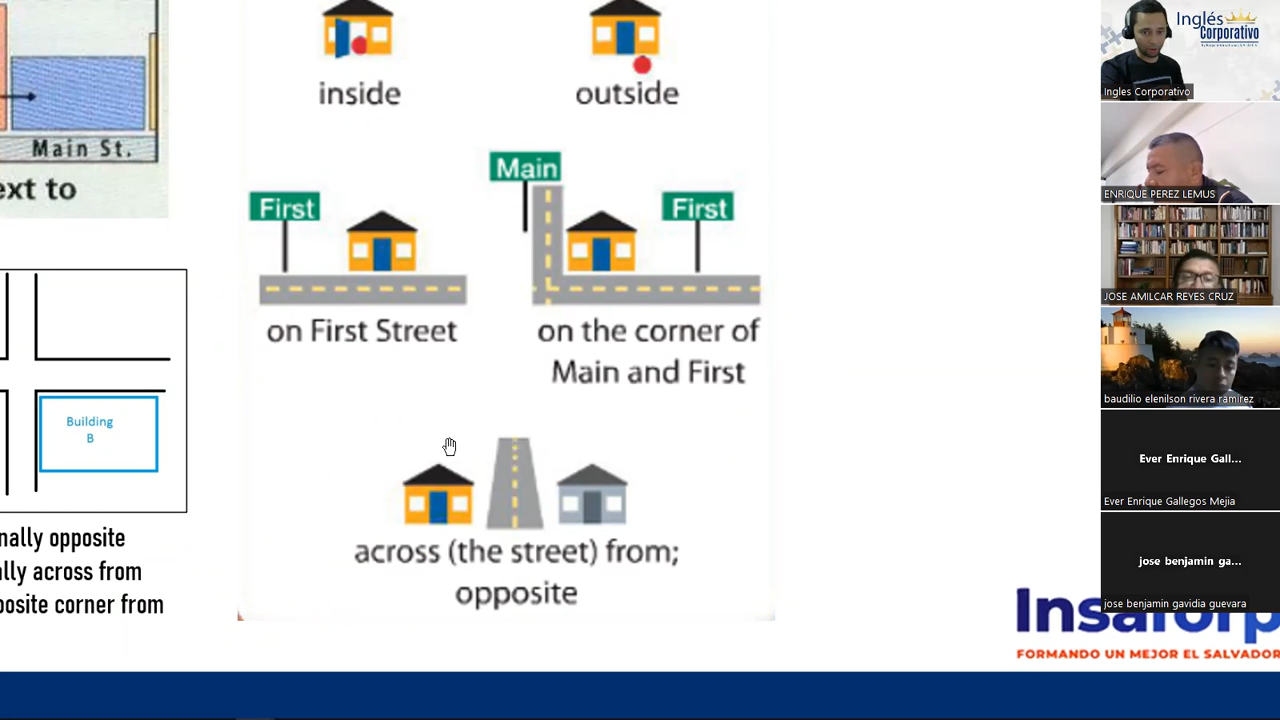 inside
outside
Main St.
ext to
First
on First Street
Main
First
on the corner of
Main and First
Building
B
nally opposite
lly across from
posite corner from
across (the street) from;
opposite
Inglés
Corporativo
Ingles Corporativo
ENRIQUE PEREZ LEMUS
JOSE AMILCAR REYES CRUZ
baudilio elenilson rivera ramirez
Ever Enrique Gall...
Ever Enrique Gallegos Mejia
jose benjamin ga...
jose benjamin gavidia guevara
Insaforp
FORMANDO UN MEJOR EL SALVADOR